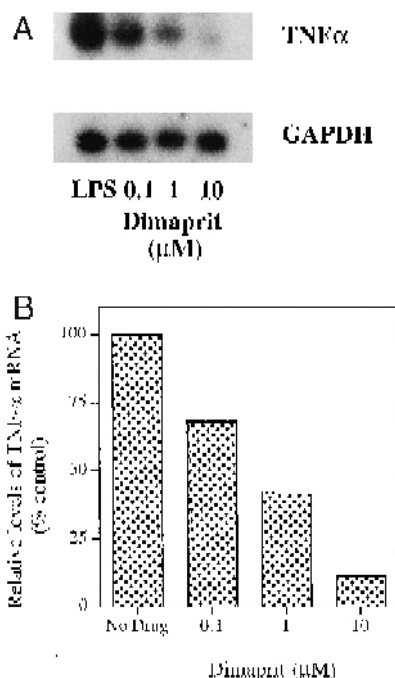 A
TNFα
GAPDH
LPS 0.1 1 10
Dimaprit
(μM)
B
Relative Levels of TNF-α mRNA
(% control)
100
75
50
25
0
No Drug 0.1 1 10
Dimaprit (μM)